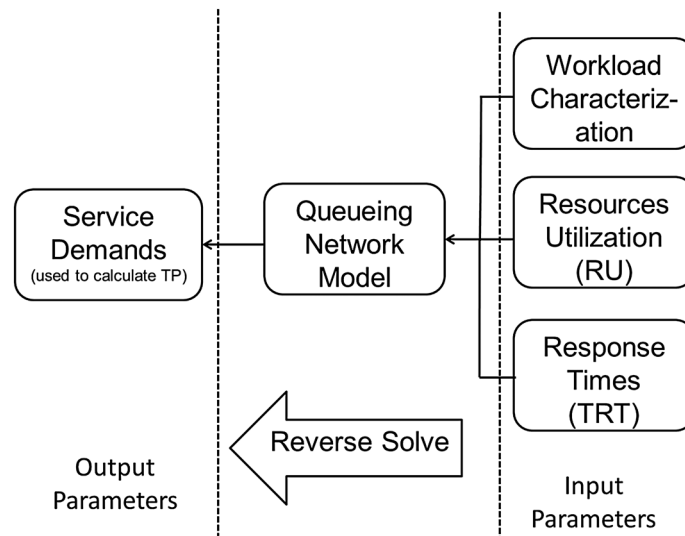 Service
Demands
(used to calculate TP)
Queueing
Network
Model
Workload
Characteriz-
ation
Resources
Utilization
(RU)
Response
Times
(TRT)
Reverse Solve
Output
Parameters
Input
Parameters